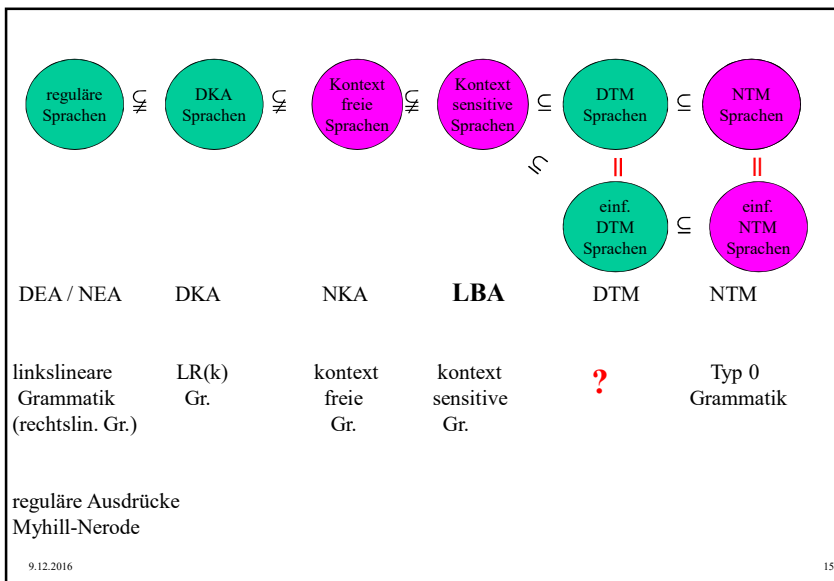 reguläre
Sprachen
⊊
DKA
Sprachen
⊊
Kontext
freie
Sprachen
⊊
Kontext
sensitive
Sprachen
⊆
DTM
Sprachen
⊆
NTM
Sprachen
⊆
=
=
einf.
DTM
Sprachen
⊆
einf.
NTM
Sprachen
DEA / NEA DKA NKA LBA DTM NTM
linkslineare
Grammatik
(rechtslin. Gr.)
LR(k)
Gr.
kontext
freie
Gr.
kontext
sensitive
Gr.
?
Typ 0
Grammatik
reguläre Ausdrücke
Myhill-Nerode
9.12.2016
15